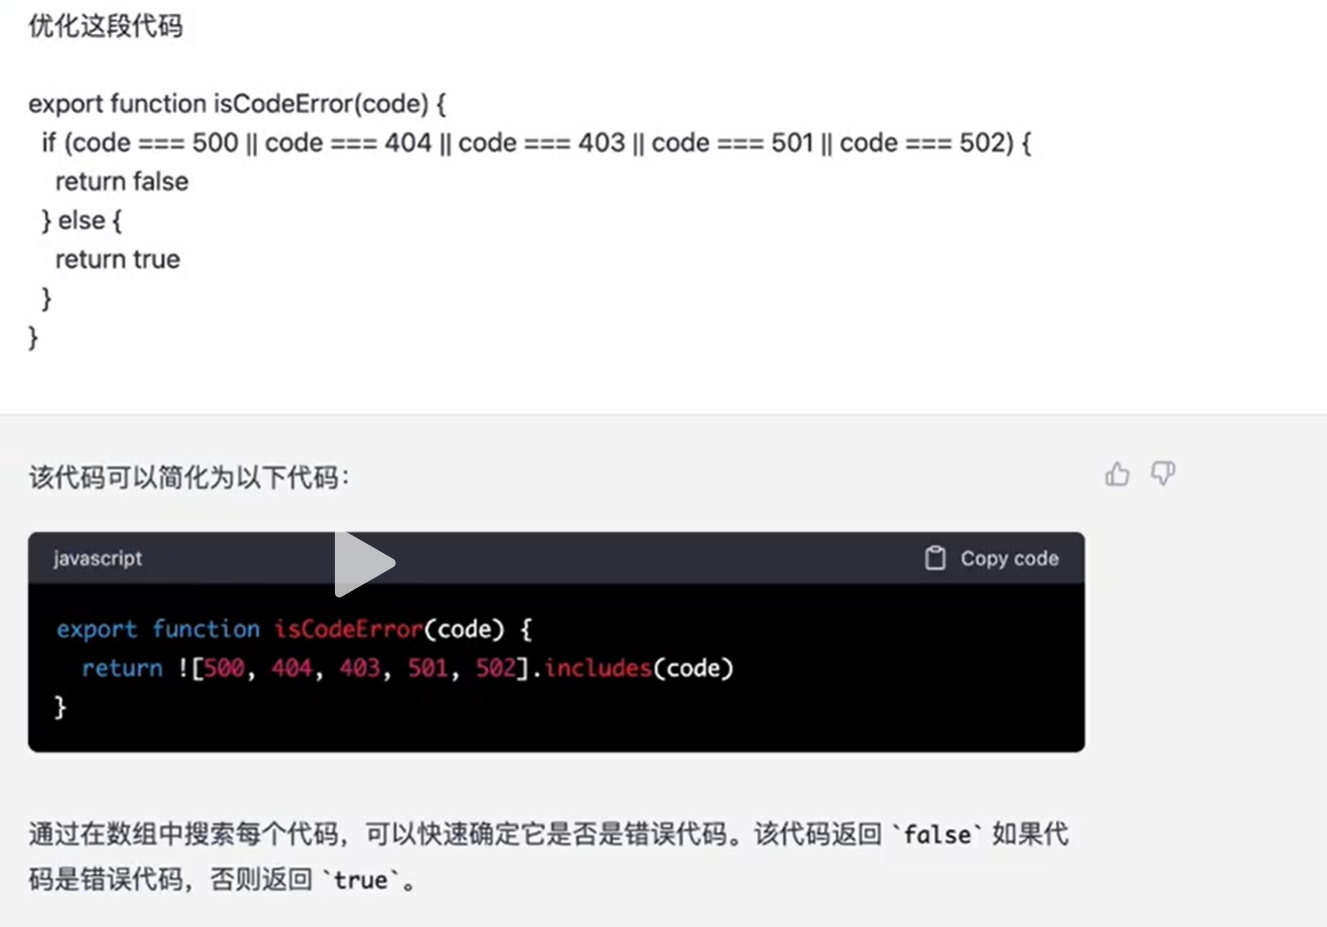 优化这段代码
export function isCodeError(code) {
if (code === 500 || code === 404 || code === 403 || code === 501 || code === 502) {
return false
} else {
return true
}
}
该代码可以简化为以下代码：
javascript
Copy code
export function isCodeError(code) {
return ![500, 404, 403, 501, 502].includes(code)
}
通过在数组中搜索每个代码，可以快速确定它是否是错误代码。该代码返回 `false` 如果代
码是错误代码，否则返回 `true`。